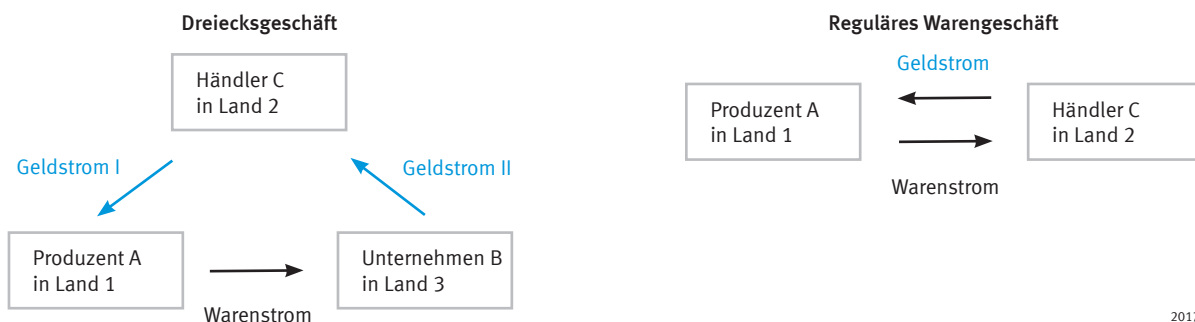 Dreiecksgeschäft
Händler C
in Land 2
Geldstrom I
Geldstrom II
Produzent A
in Land 1
Unternehmen B
in Land 3
Warenstrom
Reguläres Warengeschäft
Geldstrom
Produzent A
in Land 1
Händler C
in Land 2
Warenstrom